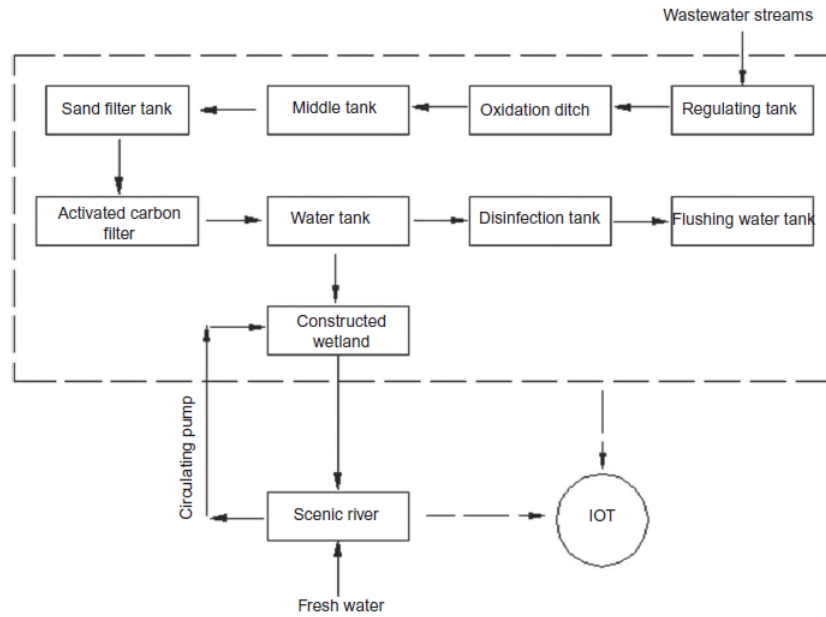 Wastewater streams
Sand filter tank
Middle tank
Oxidation ditch
Regulating tank
Activated carbon
filter
Water tank
Disinfection tank
Flushing water tank
Constructed
wetland
Circulating pump
Scenic river
IOT
Fresh water